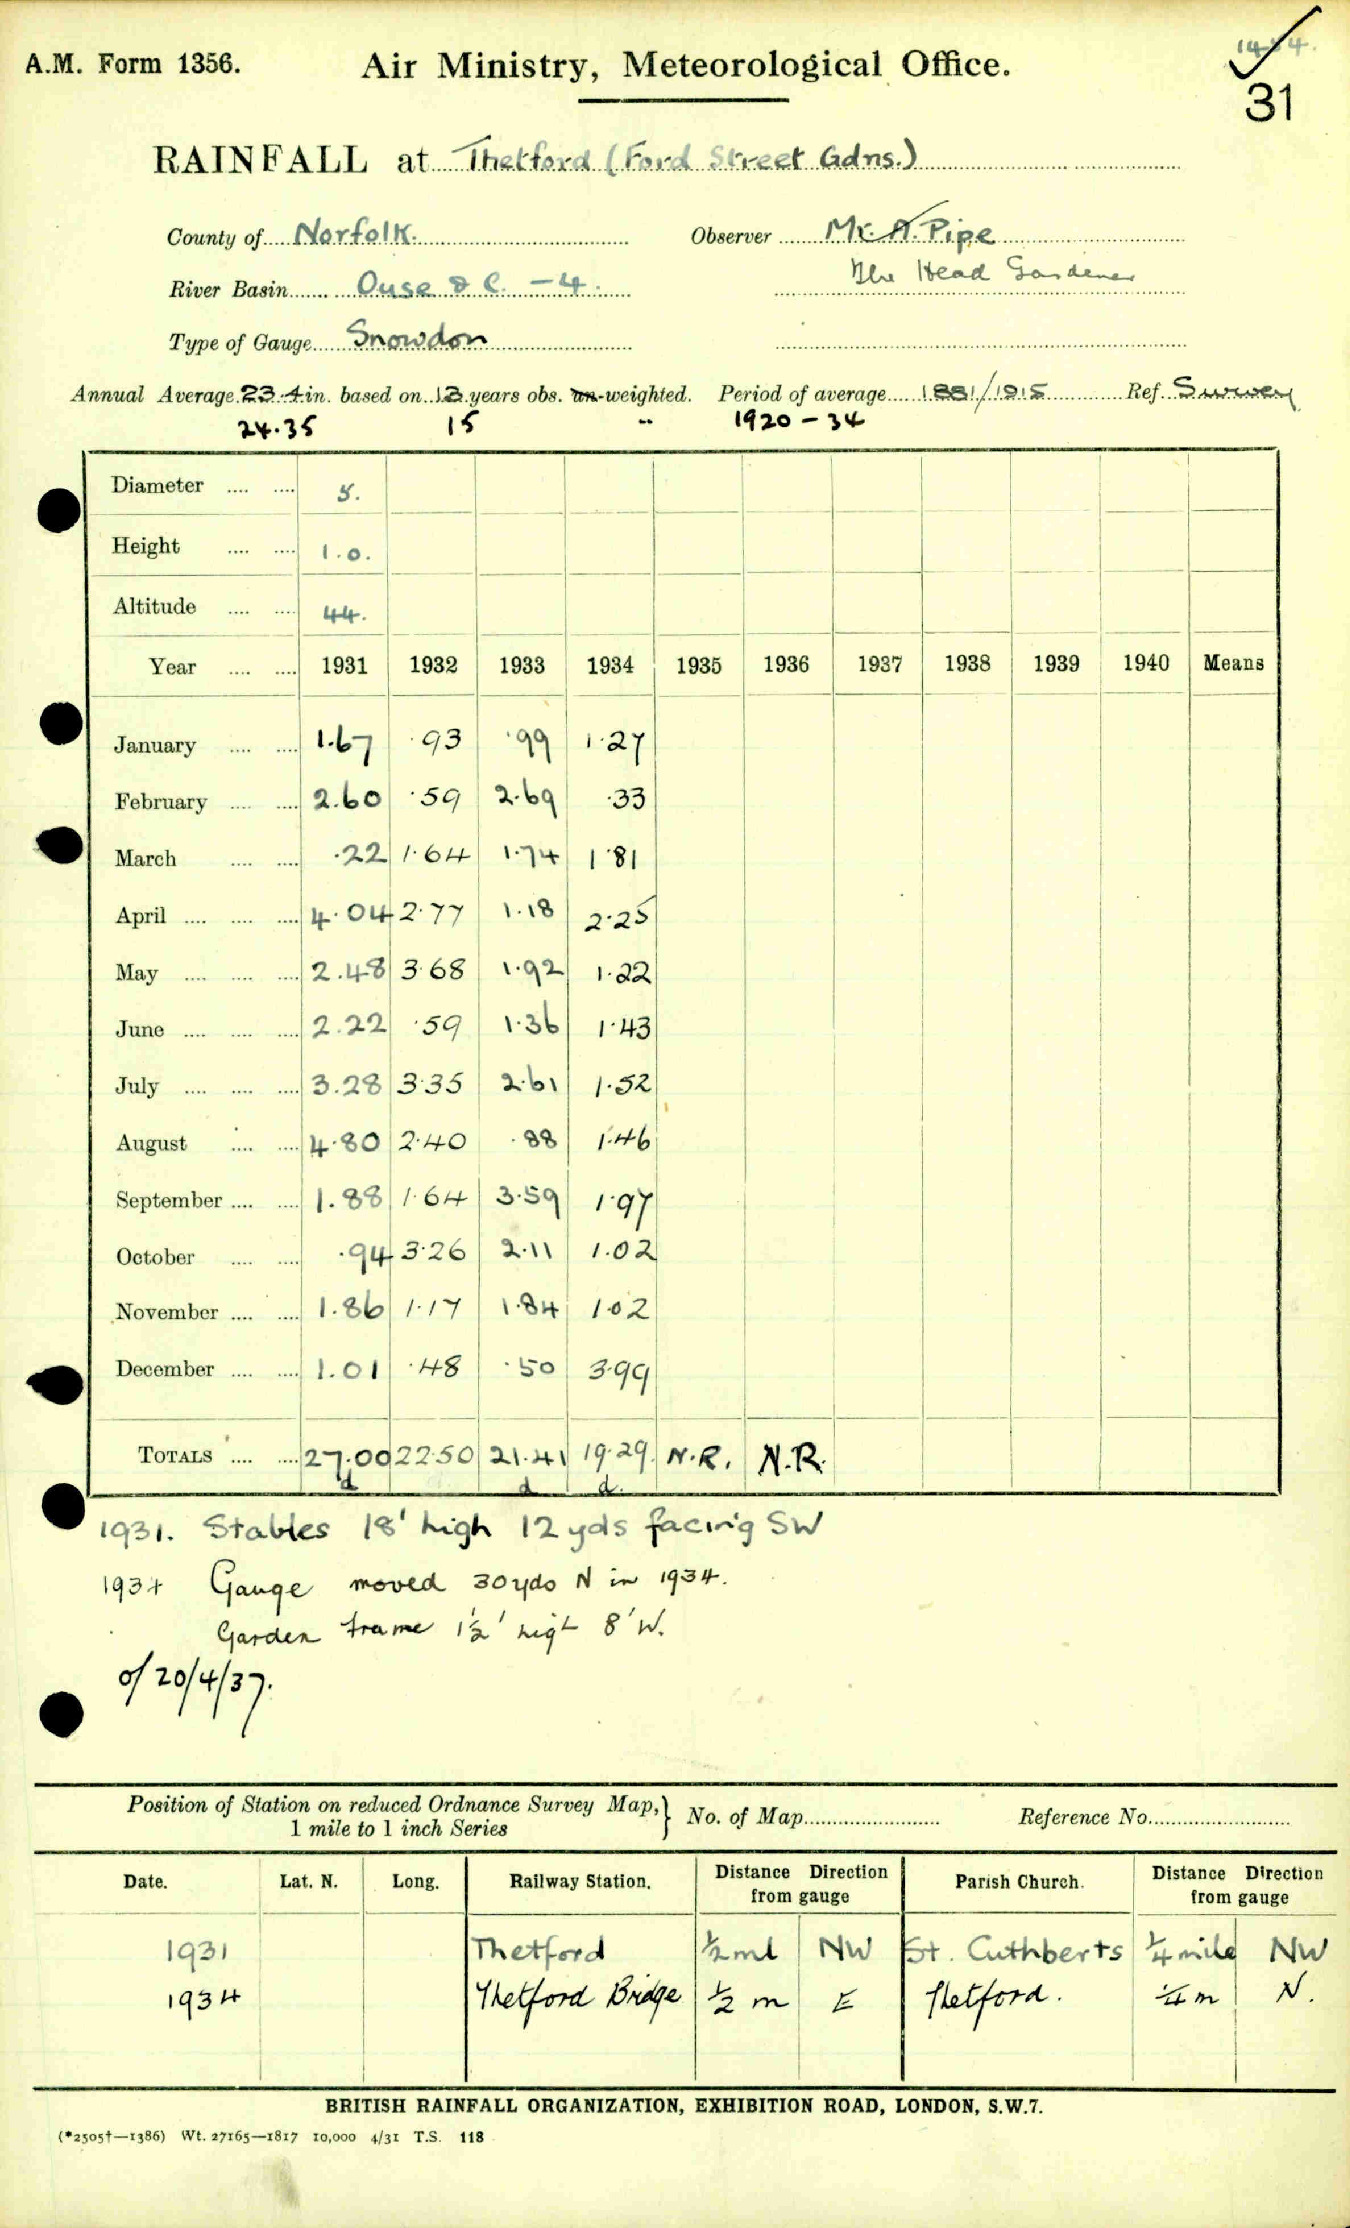 A.M. Form 1356.
Air Ministry, Meteorological Office.
31
RAINFALL at Thetford (Ford Street Gdns.)
County of Norfolk. Observer Mr. A. Pipe
The Head Gardener
River Basin Ouse & C. -4.
Type of Gauge Snowdon
Annual Average 23.4 in. based on 13 years obs. un-weighted. Period of average 1881/1915 Ref. Survey
24.35 15 " 1920-34
Diameter .... .... 5.
Height .... .... 1.0.
Altitude .... .... 44.
Year .... .... 1931 1932 1933 1934 1935 1936 1937 1938 1939 1940 Means
January .... .... 1.67 .93 .99 1.27
February .... .... 2.60 .59 2.69 .33
March .... .... .22 1.64 1.74 1.81
April .... .... .... 4.04 2.77 1.18 2.25
May .... .... .... 2.48 3.68 1.92 1.22
June .... .... .... 2.22 .59 1.36 1.43
July .... .... .... 3.28 3.35 2.61 1.52
August .... .... 4.80 2.40 .88 1.46
September .... .... 1.88 1.64 3.59 1.97
October .... .... .94 3.26 2.11 1.02
November .... .... 1.86 1.17 1.84 1.02
December .... .... 1.01 .48 .50 3.99
TOTALS .... .... 27.00 22.50 21.41 19.29. N.R. N.R.
d d d.
1931. Stables 18' high 12 yds facing SW
1934 Gauge moved 30 yds N in 1934.
Garden frame 1½' high 8' W.
of 20/4/37.
Position of Station on reduced Ordnance Survey Map,} No. of Map.......... Reference No..........
1 mile to 1 inch Series
Date. Lat. N. Long. Railway Station. Distance Direction from gauge Parish Church. Distance Direction from gauge
1931 Thetford ½ ml NW St. Cuthberts ¼ mile NW
1934 Thetford Bridge ½ m E Thetford. ¼ m N.
BRITISH RAINFALL ORGANIZATION, EXHIBITION ROAD, LONDON, S.W.7.
(*2505†—1386) Wt. 27165—1817 10,000 4/31 T.S. 118